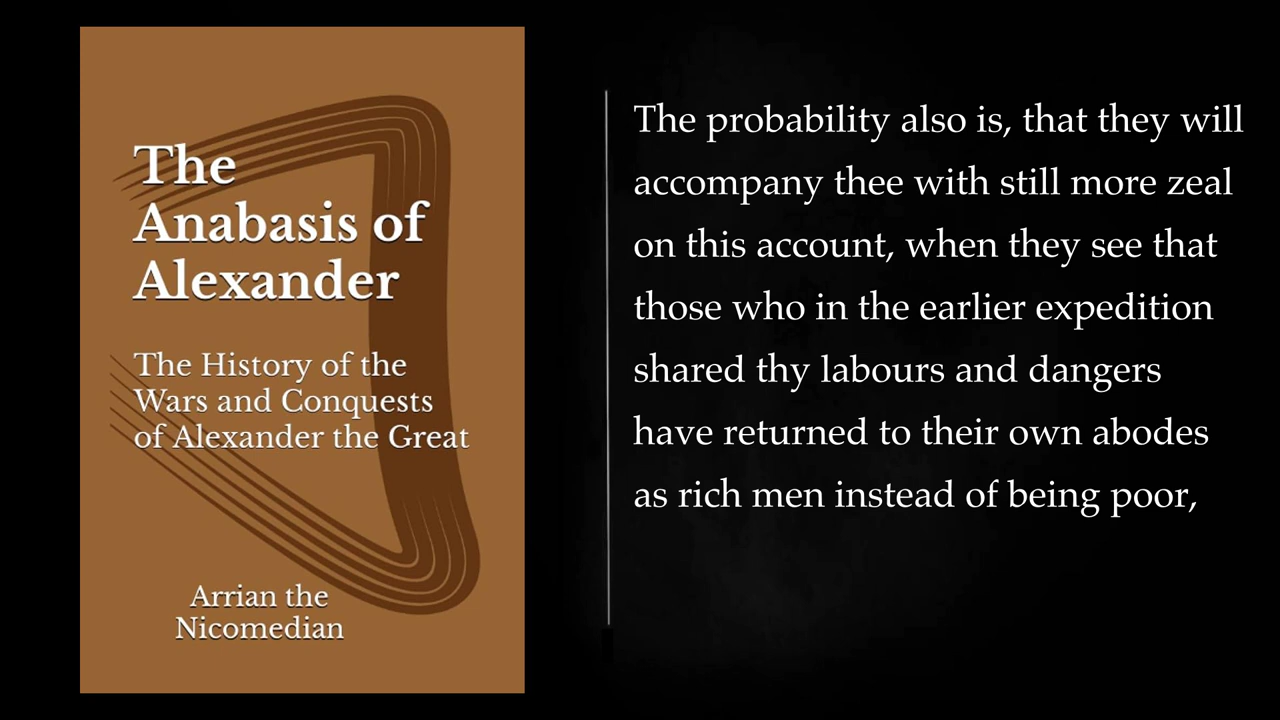 The
Anabasis of
Alexander
The History of the
Wars and Conquests
of Alexander the Great
Arrian the
Nicomedian
The probability also is, that they will
accompany thee with still more zeal
on this account, when they see that
those who in the earlier expedition
shared thy labours and dangers
have returned to their own abodes
as rich men instead of being poor,